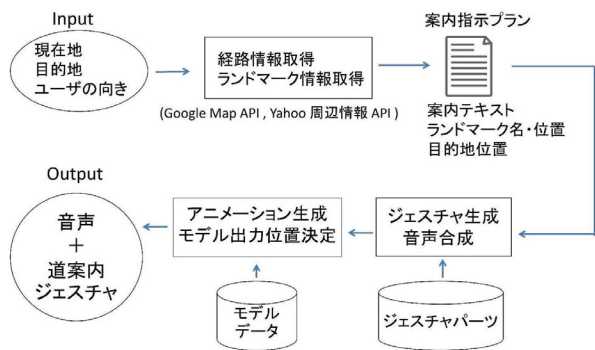 Input
現在地
目的地
ユーザの向き
経路情報取得
ランドマーク情報取得
(Google Map API , Yahoo 周辺情報 API )
案内指示プラン
案内テキスト
ランドマーク名・位置
目的地位置
Output
音声
＋
道案内
ジェスチャ
アニメーション生成
モデル出力位置決定
ジェスチャ生成
音声合成
モデル
データ
ジェスチャパーツ